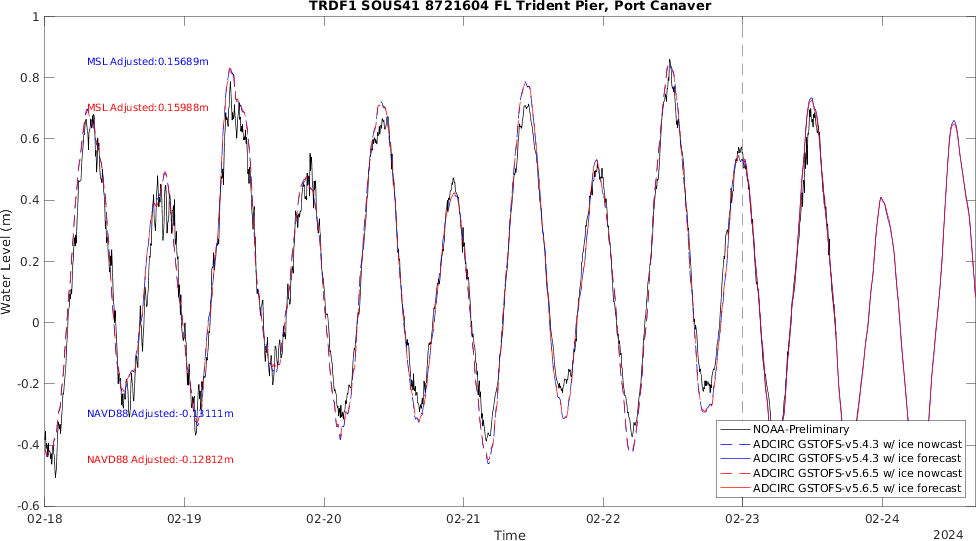 TRDF1 SOUS41 8721604 FL Trident Pier, Port Canaver
1
0.8
0.6
0.4
0.2
0
-0.2
-0.4
-0.6
Water Level (m)
MSL Adjusted:0.15689m
MSL Adjusted:0.15988m
NAVD88 Adjusted:-0.13111m
NAVD88 Adjusted:-0.12812m
NOAA-Preliminary
ADCIRC GSTOFS-v5.4.3 w/ ice nowcast
ADCIRC GSTOFS-v5.4.3 w/ ice forecast
ADCIRC GSTOFS-v5.6.5 w/ ice nowcast
ADCIRC GSTOFS-v5.6.5 w/ ice forecast
02-18 02-19 02-20 02-21 02-22 02-23 02-24
Time
2024